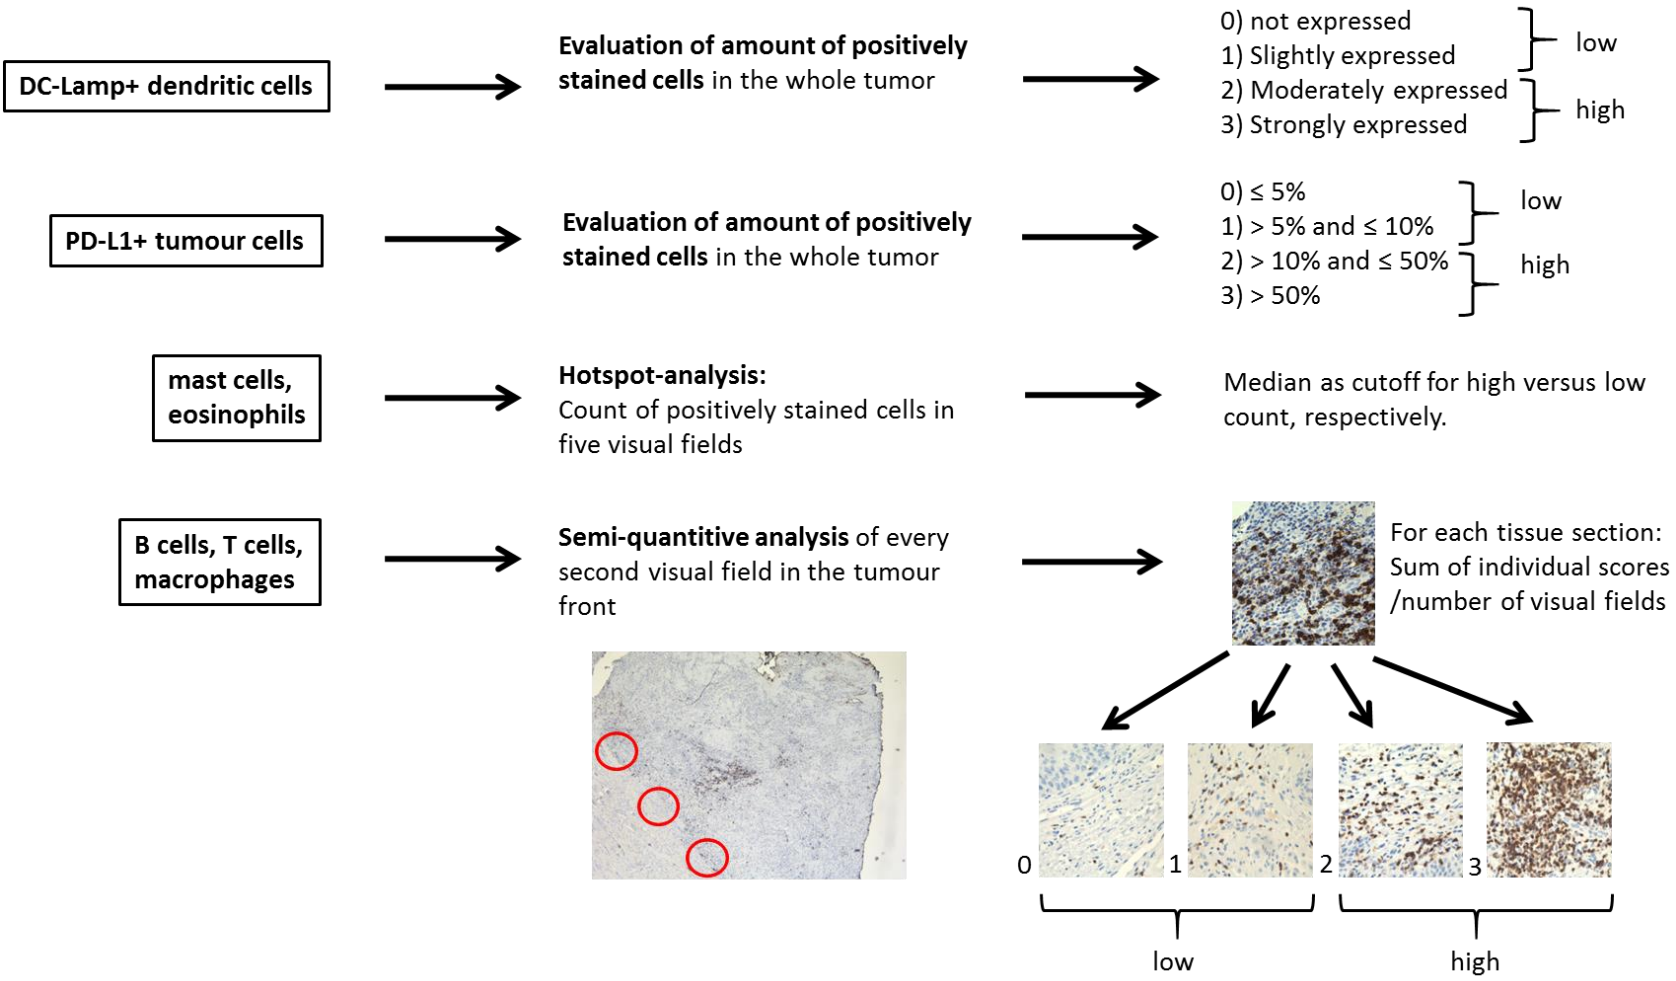 DC-Lamp+ dendritic cells
Evaluation of amount of positively
stained cells in the whole tumor
0) not expressed
1) Slightly expressed
low
2) Moderately expressed
3) Strongly expressed
high
PD-L1+ tumour cells
Evaluation of amount of positively
stained cells in the whole tumor
0) ≤ 5%
1) > 5% and ≤ 10%
low
2) > 10% and ≤ 50%
3) > 50%
high
mast cells,
eosinophils
Hotspot-analysis:
Count of positively stained cells in
five visual fields
Median as cutoff for high versus low
count, respectively.
B cells, T cells,
macrophages
Semi-quantitive analysis of every
second visual field in the tumour
front
For each tissue section:
Sum of individual scores
/number of visual fields
0
1
2
3
low
high